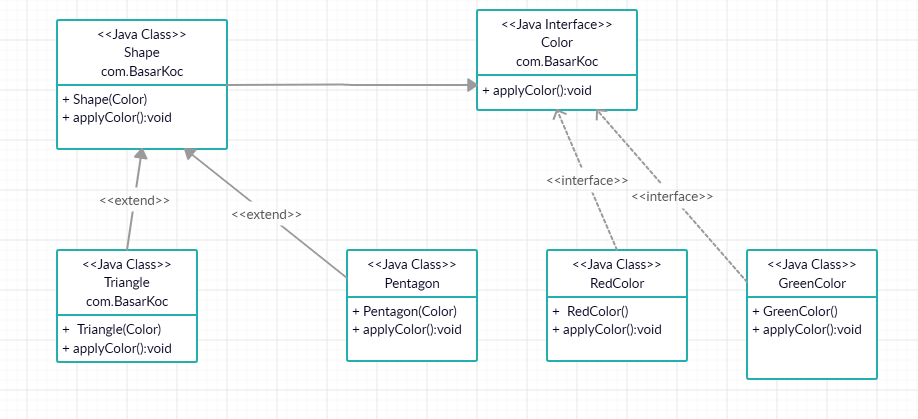 <<Java Class>>
Shape
com.BasarKoc
+ Shape(Color)
+ applyColor():void
<<Java Interface>>
Color
com.BasarKoc
+ applyColor():void
<<extend>>
<<extend>>
<<interface>>
<<interface>>
<<Java Class>>
Triangle
com.BasarKoc
+ Triangle(Color)
+ applyColor():void
<<Java Class>>
Pentagon
+ Pentagon(Color)
+ applyColor():void
<<Java Class>>
RedColor
+ RedColor()
+ applyColor():void
<<Java Class>>
GreenColor
+ GreenColor()
+ applyColor():void